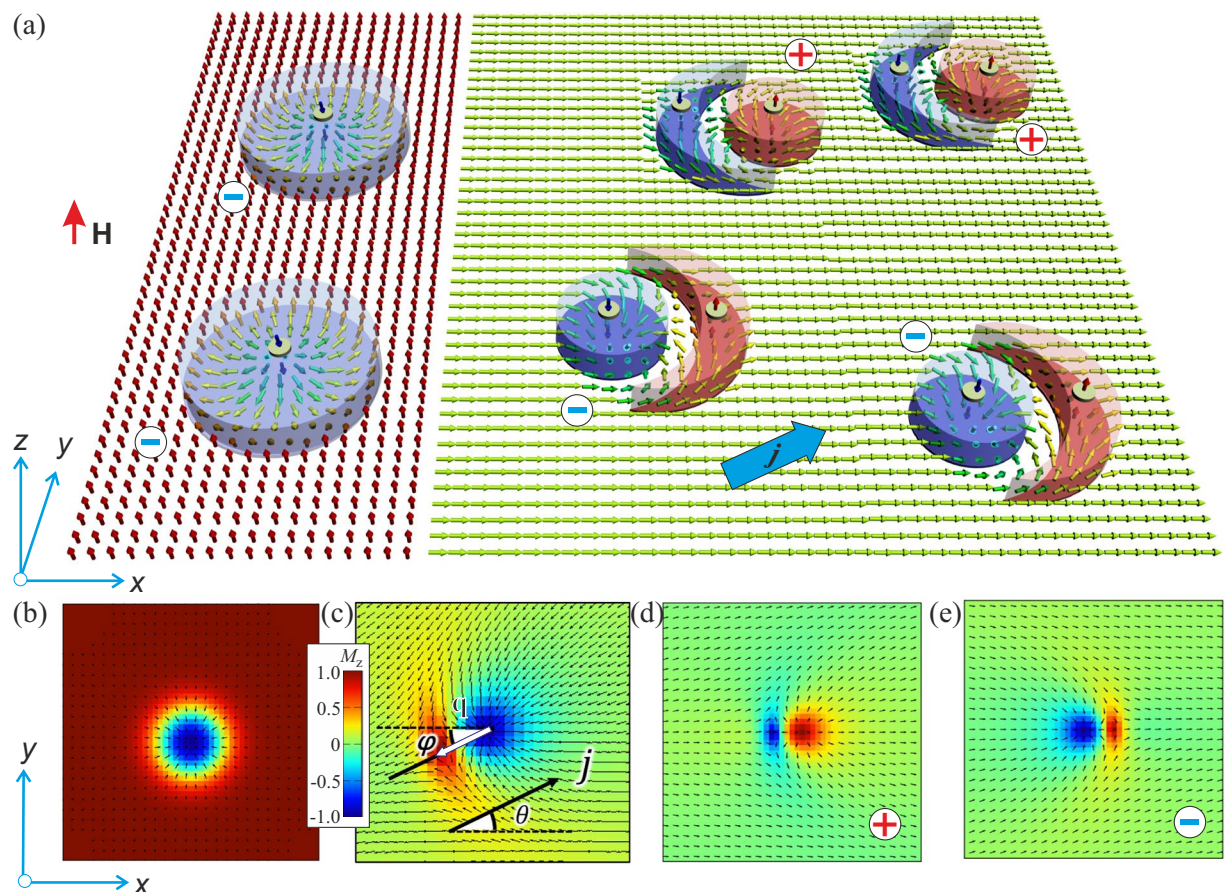 (a)
+
+
−
H
−
−
−
j
z
y
x
(b)
(c)
(d)
(e)
M_z
1.0
0.5
0
-0.5
-1.0
q
φ
j
θ
+
−
y
x